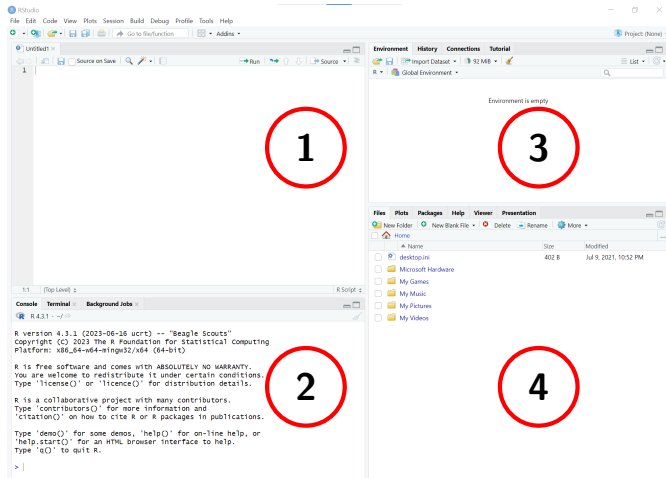 RStudio
File Edit Code View Plots Session Build Debug Profile Tools Help
Go to file/function Addins Project: (None)
Untitled1
Source on Save Run Source
1
1
1:1 (Top Level) R Script
Console Terminal Background Jobs
R 4.3.1 · ~/
R version 4.3.1 (2023-06-16 ucrt) -- "Beagle Scouts"
Copyright (C) 2023 The R Foundation for Statistical Computing
Platform: x86_64-w64-mingw32/x64 (64-bit)
R is free software and comes with ABSOLUTELY NO WARRANTY.
You are welcome to redistribute it under certain conditions.
Type 'license()' or 'licence()' for distribution details.
R is a collaborative project with many contributors.
Type 'contributors()' for more information and
'citation()' on how to cite R or R packages in publications.
Type 'demo()' for some demos, 'help()' for on-line help, or
'help.start()' for an HTML browser interface to help.
Type 'q()' to quit R.
>
2
Environment History Connections Tutorial
Import Dataset 92 MiB List
R Global Environment
Environment is empty
3
Files Plots Packages Help Viewer Presentation
New Folder New Blank File Delete Rename More
Home
Name Size Modified
desktop.ini 402 B Jul 9, 2021, 10:52 PM
Microsoft Hardware
My Games
My Music
My Pictures
My Videos
4